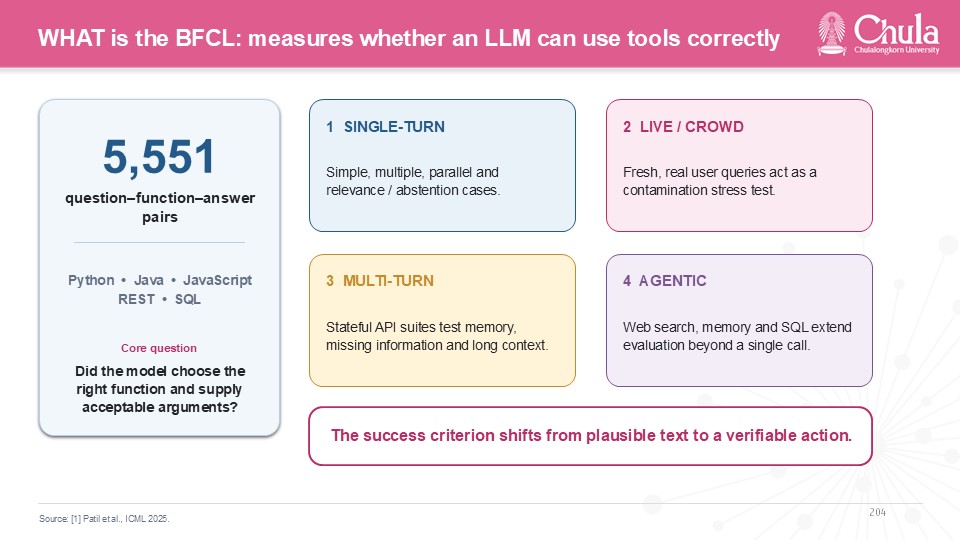 WHAT is the BFCL: measures whether an LLM can use tools correctly
Chula
Chulalongkorn University
5,551
question–function–answer
pairs
Python • Java • JavaScript
REST • SQL
Core question
Did the model choose the
right function and supply
acceptable arguments?
1 SINGLE-TURN
Simple, multiple, parallel and
relevance / abstention cases.
2 LIVE / CROWD
Fresh, real user queries act as a
contamination stress test.
3 MULTI-TURN
Stateful API suites test memory,
missing information and long context.
4 AGENTIC
Web search, memory and SQL extend
evaluation beyond a single call.
The success criterion shifts from plausible text to a verifiable action.
Source: [1] Patil et al., ICML 2025.
204